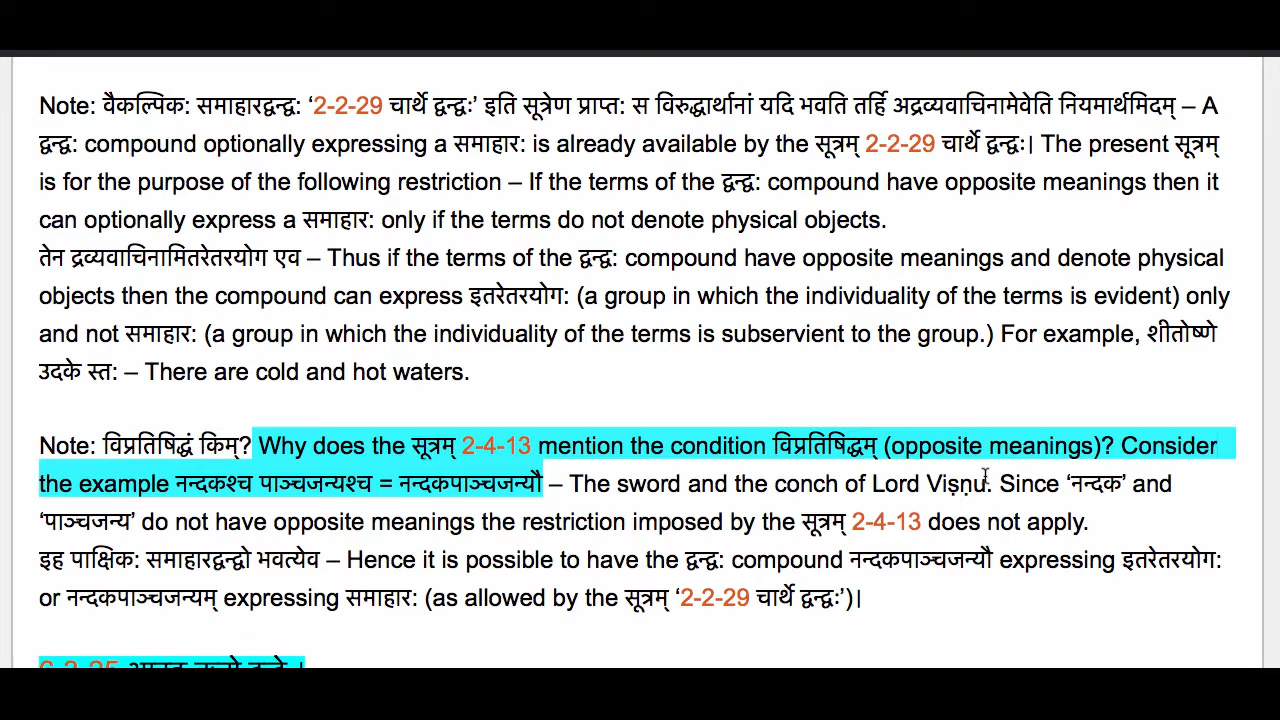 Note: वैकल्पिक: समाहारद्वन्द्व: ‘2-2-29 चार्थे द्वन्द्वः’ इति सूत्रेण प्राप्त: स विरुद्धार्थानां यदि भवति तर्हि अद्रव्यवाचिनामेवेति नियमार्थमिदम् – A
द्वन्द्व: compound optionally expressing a समाहार: is already available by the सूत्रम् 2-2-29 चार्थे द्वन्द्वः। The present सूत्रम्
is for the purpose of the following restriction – If the terms of the द्वन्द्व: compound have opposite meanings then it
can optionally express a समाहार: only if the terms do not denote physical objects.
तेन द्रव्यवाचिनामितरेतरयोग एव – Thus if the terms of the द्वन्द्व: compound have opposite meanings and denote physical
objects then the compound can express इतरेतरयोग: (a group in which the individuality of the terms is evident) only
and not समाहार: (a group in which the individuality of the terms is subservient to the group.) For example, शीतोष्णे
उदके स्त: – There are cold and hot waters.
Note: विप्रतिषिद्धं किम्? Why does the सूत्रम् 2-4-13 mention the condition विप्रतिषिद्धम् (opposite meanings)? Consider
the example नन्दकश्च पाञ्चजन्यश्च = नन्दकपाञ्चजन्यौ – The sword and the conch of Lord Viṣṇu. Since ‘नन्दक’ and
‘पाञ्चजन्य’ do not have opposite meanings the restriction imposed by the सूत्रम् 2-4-13 does not apply.
इह पाक्षिक: समाहारद्वन्द्वो भवत्येव – Hence it is possible to have the द्वन्द्व: compound नन्दकपाञ्चजन्यौ expressing इतरेतरयोग:
or नन्दकपाञ्चजन्यम् expressing समाहार: (as allowed by the सूत्रम् ‘2-2-29 चार्थे द्वन्द्वः’)।